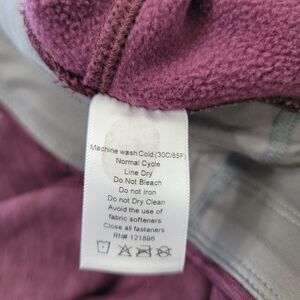 Machine wash Cold (30C/85F)
Normal Cycle
Line Dry
Do Not Bleach
Do not Iron
Do not Dry Clean
Avoid the use of
fabric softeners
Close all fasteners
RN# 121896